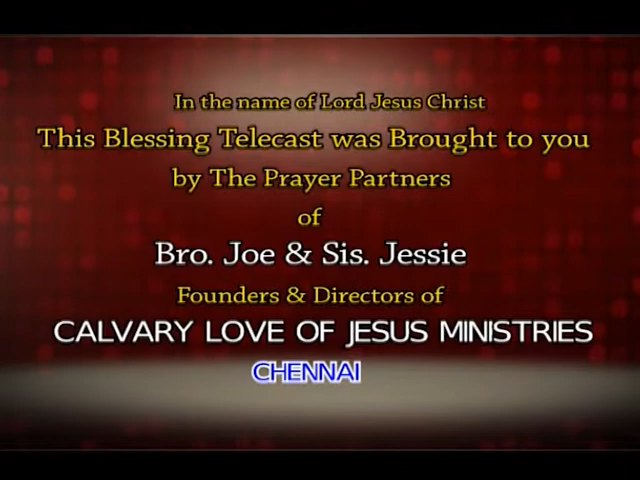 In the name of Lord Jesus Christ
This Blessing Telecast was Brought to you
by The Prayer Partners
of
Bro. Joe & Sis. Jessie
Founders & Directors of
CALVARY LOVE OF JESUS MINISTRIES
CHENNAI